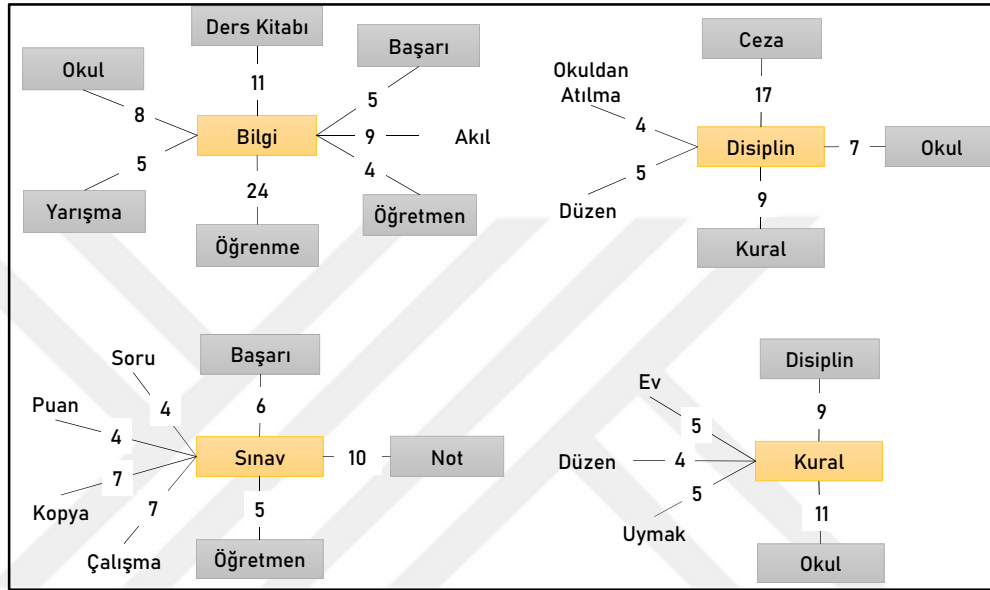 Ders Kitabı
Okul
Başarı
11
8
5
Bilgi
9
Akıl
5
4
24
Yarışma
Öğretmen
Öğrenme
Ceza
Okuldan
Atılma
17
4
Disiplin
7
Okul
5
Düzen
9
Kural
Soru
Başarı
Puan
4
6
4
Sınav
10
Not
7
Kopya
7
5
Çalışma
Öğretmen
Disiplin
Ev
5
9
Düzen
4
Kural
5
Uymak
11
Okul